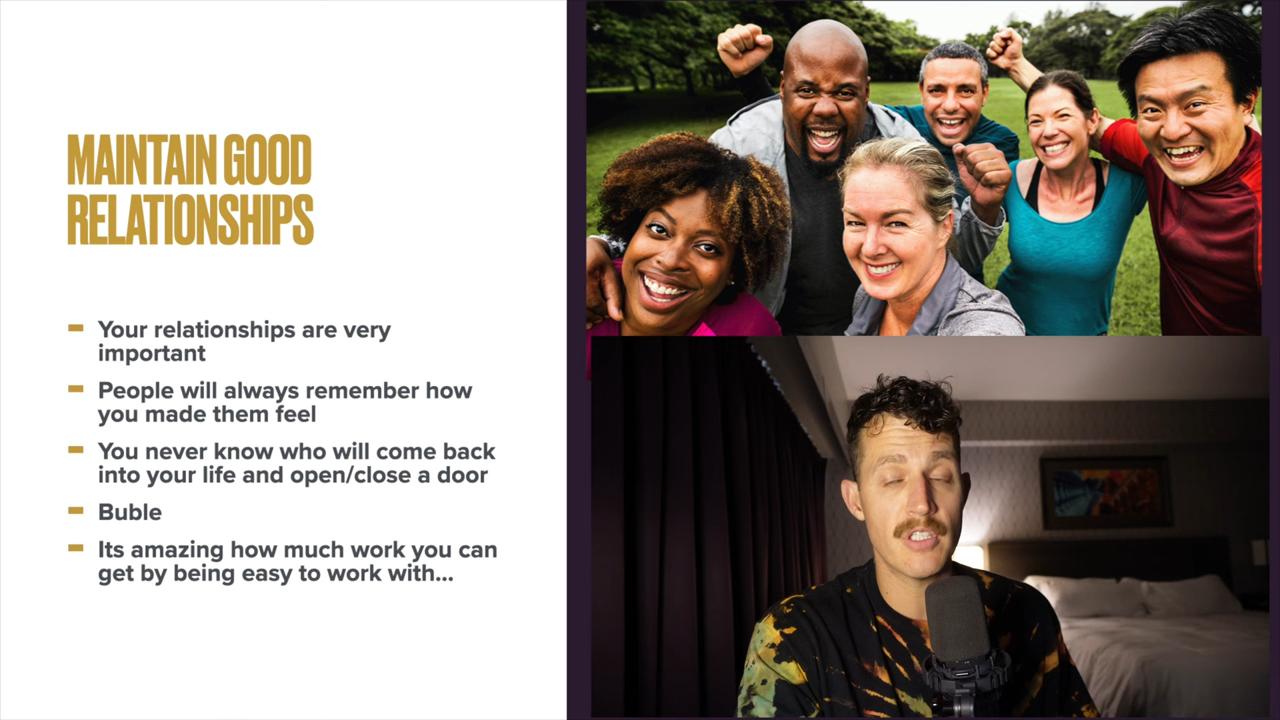 MAINTAIN GOOD
RELATIONSHIPS
Your relationships are very
important
People will always remember how
you made them feel
You never know who will come back
into your life and open/close a door
Buble
Its amazing how much work you can
get by being easy to work with...